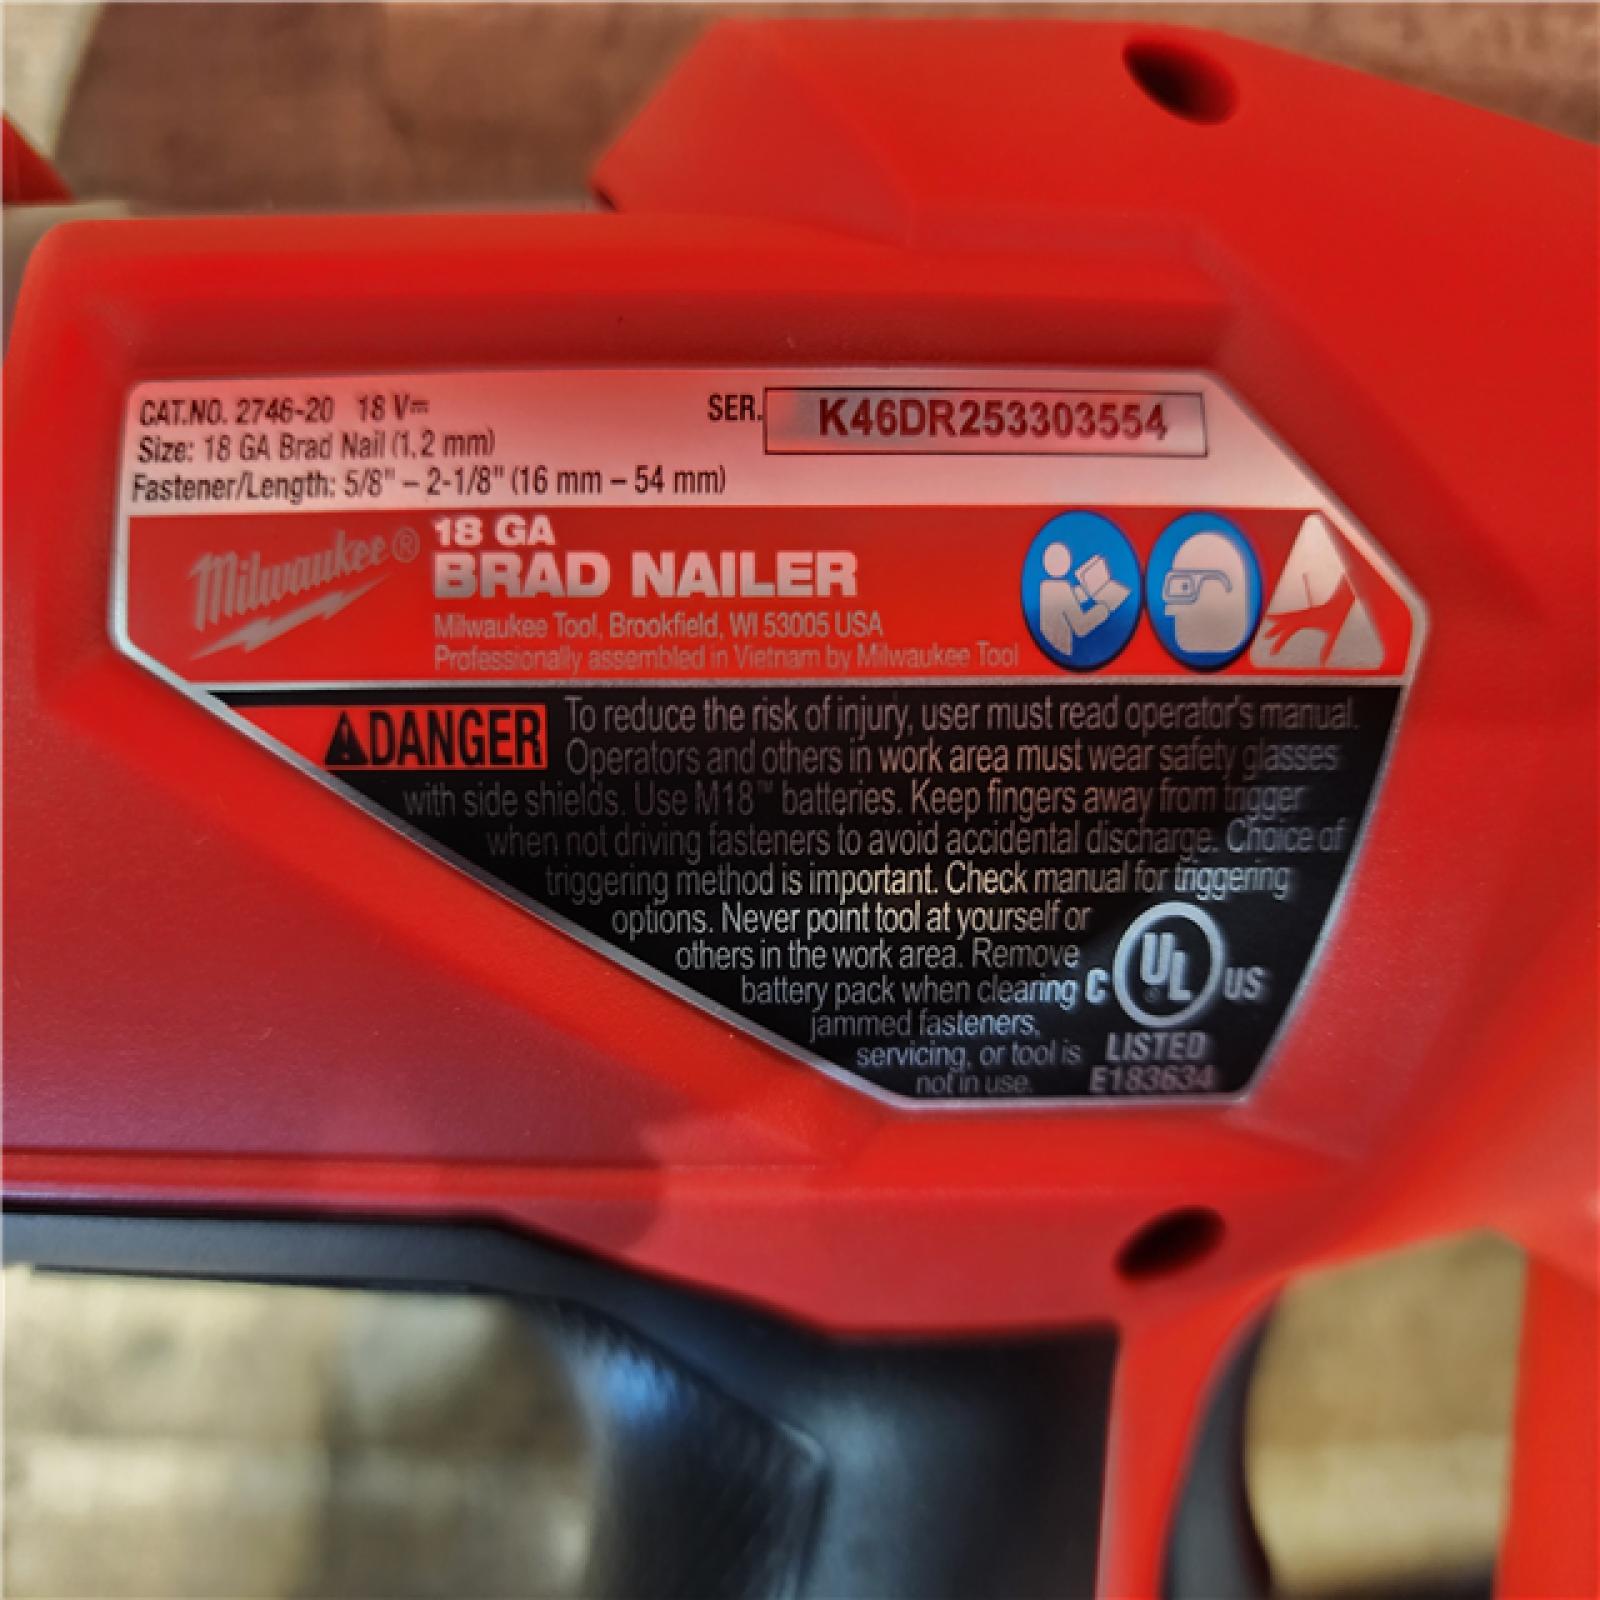 CAT.NO. 2746-20 18 V⎓
SER. K46DR253303554
Size: 18 GA Brad Nail (1,2 mm)
Fastener/Length: 5/8" – 2-1/8" (16 mm – 54 mm)
Milwaukee®
18 GA
BRAD NAILER
Milwaukee Tool, Brookfield, WI 53005 USA
Professionally assembled in Vietnam by Milwaukee Tool
DANGER To reduce the risk of injury, user must read operator's manual.
Operators and others in work area must wear safety glasses
with side shields. Use M18™ batteries. Keep fingers away from trigger
when not driving fasteners to avoid accidental discharge. Choice of
triggering method is important. Check manual for triggering
options. Never point tool at yourself or
others in the work area. Remove
battery pack when clearing
jammed fasteners,
servicing, or tool is
not in use.
C UL® US
LISTED
E183634